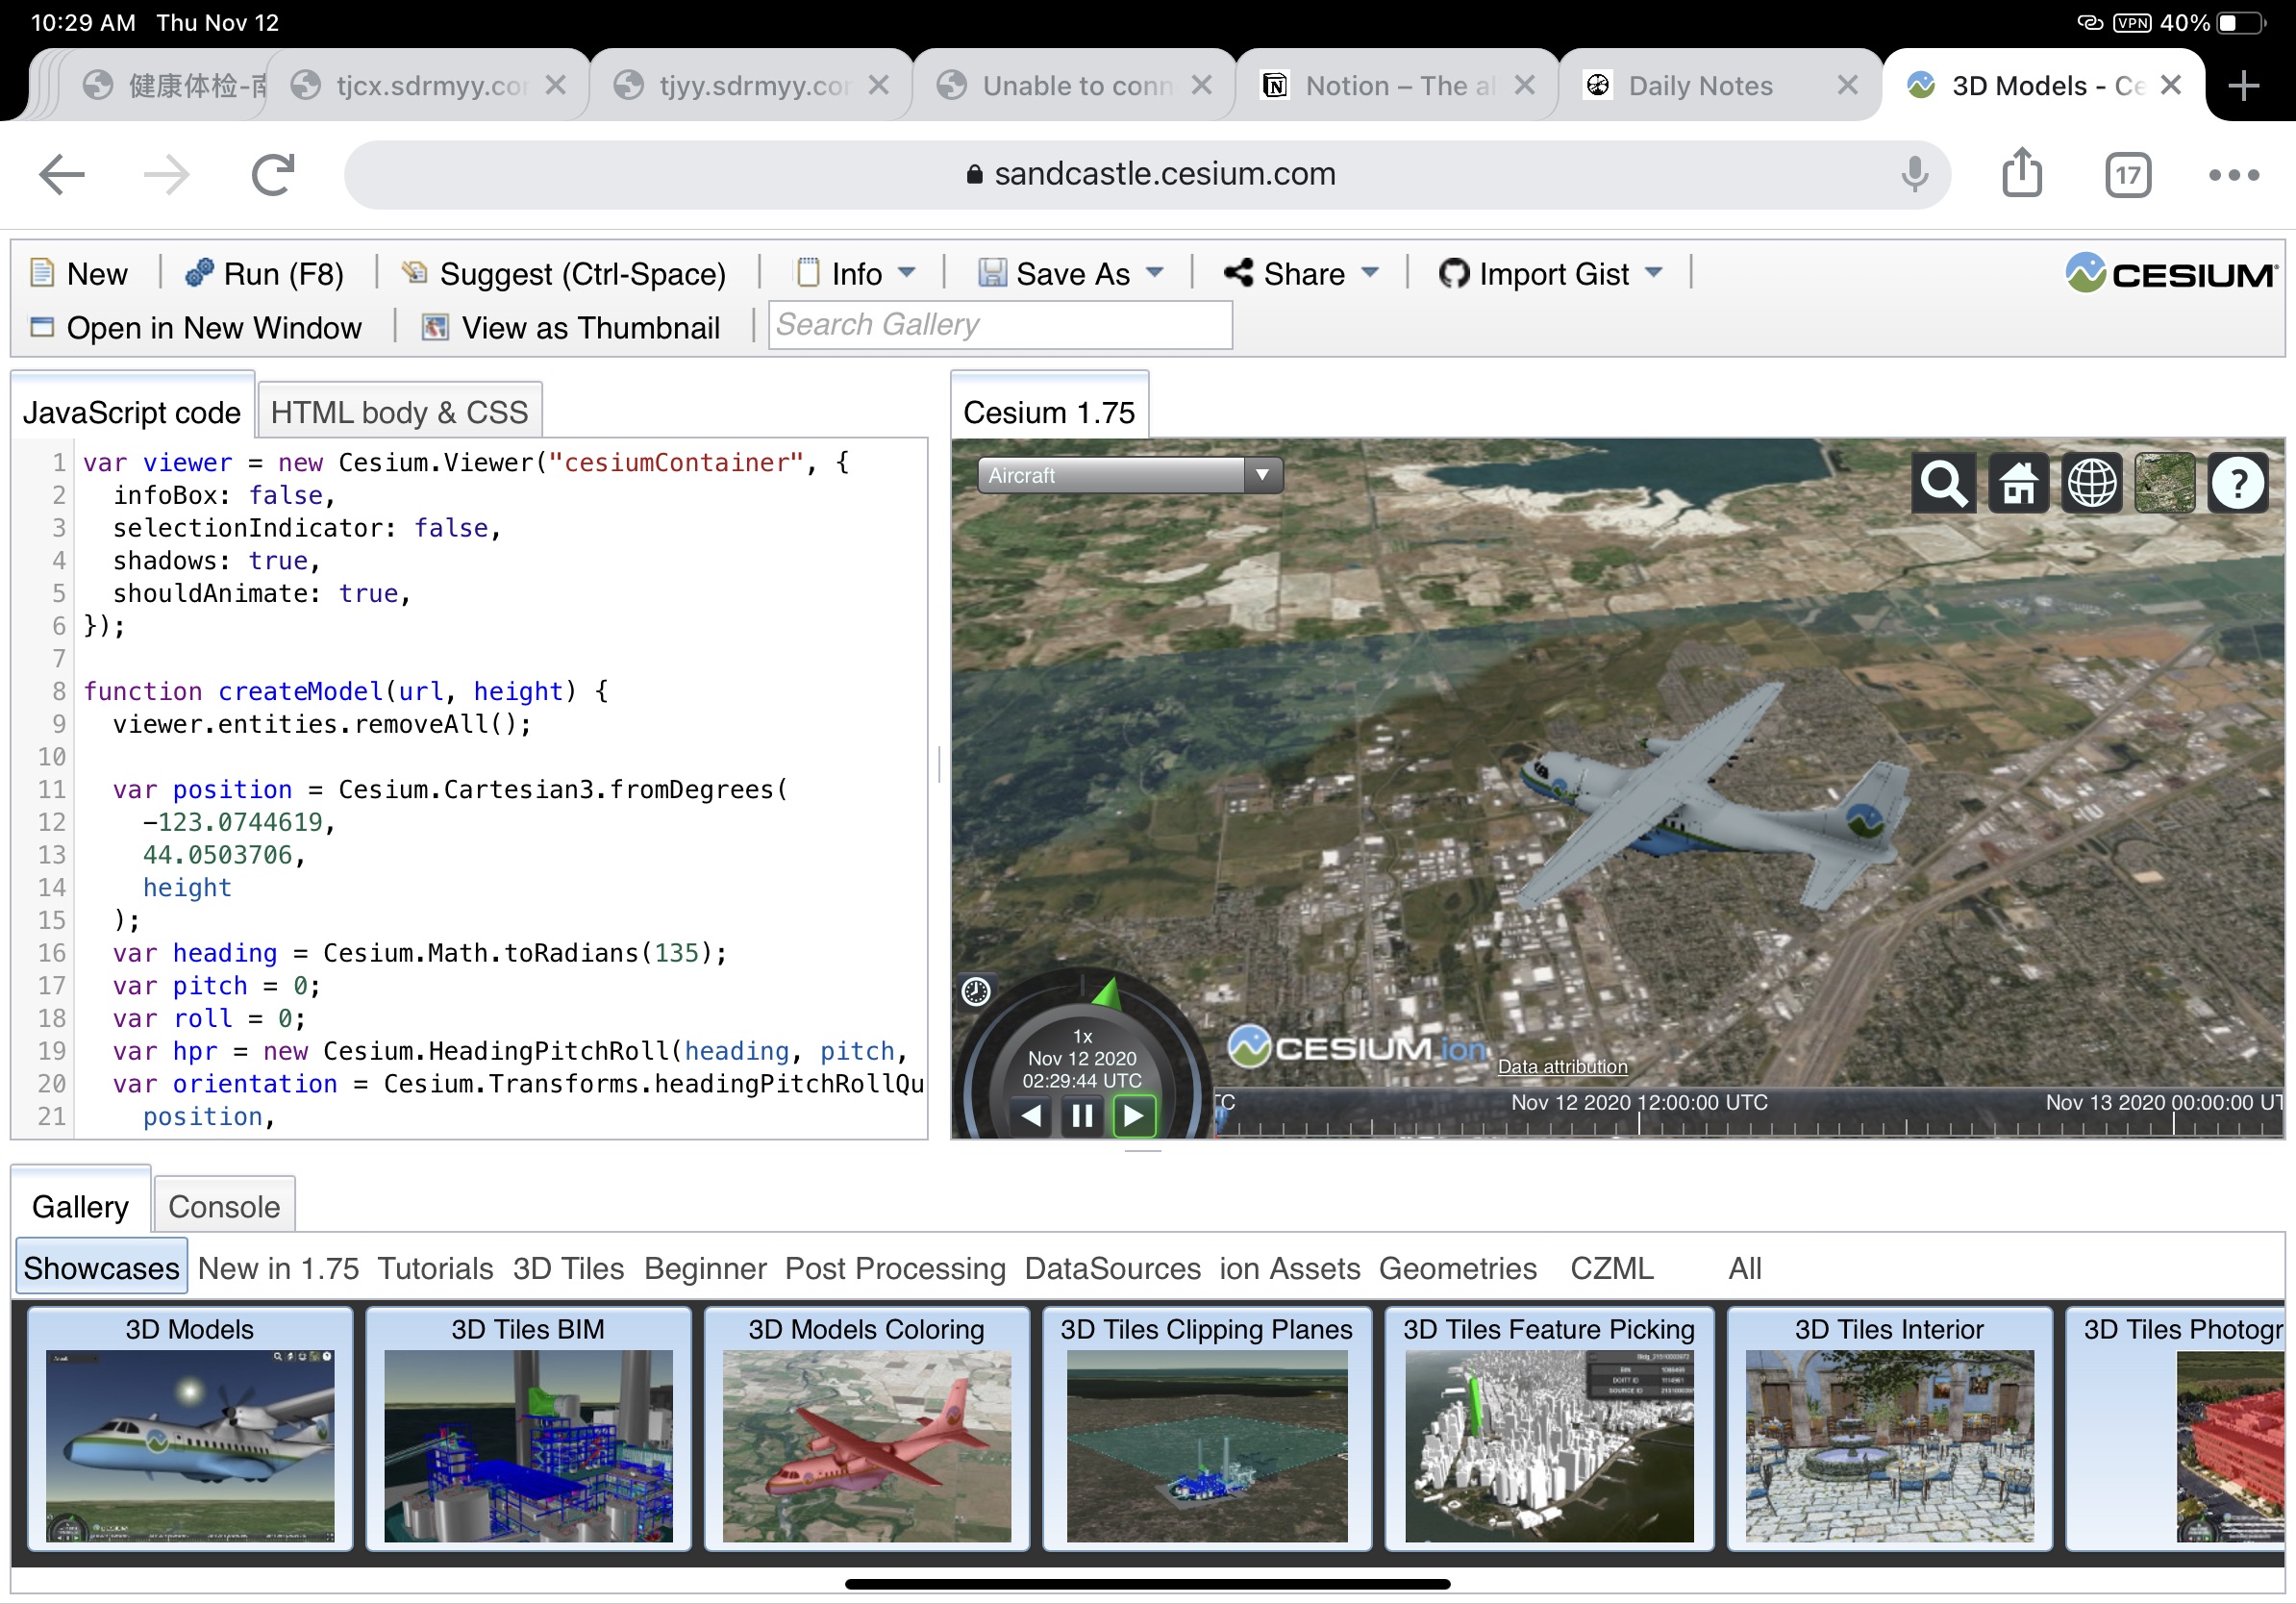 10:29 AM Thu Nov 12
VPN 40%
健康体检-南
tjcx.sdrmyy.cor
tjyy.sdrmyy.cor
Unable to conn
Notion – The al
Daily Notes
3D Models - Ce
sandcastle.cesium.com
17
New
Run (F8)
Suggest (Ctrl-Space)
Info
Save As
Share
Import Gist
CESIUM
Open in New Window
View as Thumbnail
Search Gallery
JavaScript code
HTML body & CSS
1 var viewer = new Cesium.Viewer("cesiumContainer", {
2 infoBox: false,
3 selectionIndicator: false,
4 shadows: true,
5 shouldAnimate: true,
6 });
7
8 function createModel(url, height) {
9 viewer.entities.removeAll();
10
11 var position = Cesium.Cartesian3.fromDegrees(
12 -123.0744619,
13 44.0503706,
14 height
15 );
16 var heading = Cesium.Math.toRadians(135);
17 var pitch = 0;
18 var roll = 0;
19 var hpr = new Cesium.HeadingPitchRoll(heading, pitch,
20 var orientation = Cesium.Transforms.headingPitchRollQu
21 position,
Cesium 1.75
Aircraft
?
1x
Nov 12 2020
02:29:44 UTC
CESIUM ion
Data attribution
TC
Nov 12 2020 12:00:00 UTC
Nov 13 2020 00:00:00 UT
Gallery
Console
Showcases
New in 1.75
Tutorials
3D Tiles
Beginner
Post Processing
DataSources
ion Assets
Geometries
CZML
All
3D Models
3D Tiles BIM
3D Models Coloring
3D Tiles Clipping Planes
3D Tiles Feature Picking
3D Tiles Interior
3D Tiles Photogr